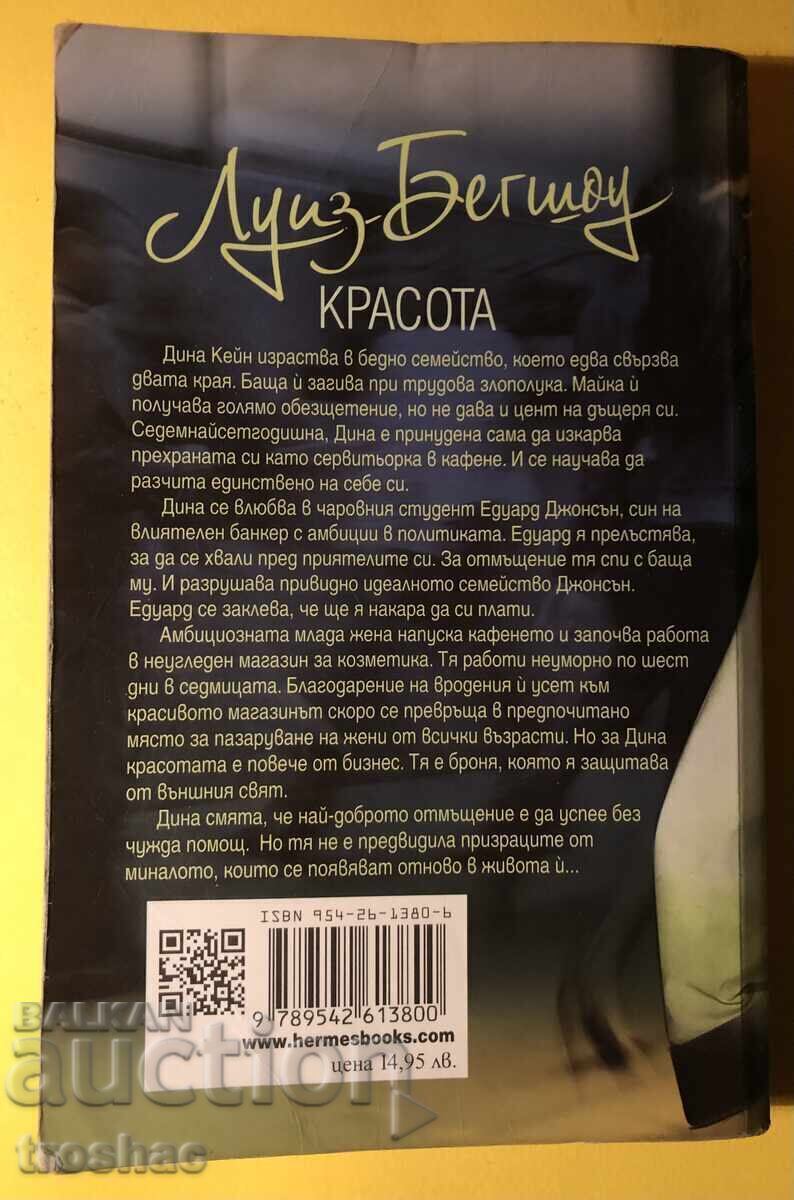 Луиз Бегшоу
КРАСОТА
Дина Кейн израства в бедно семейство, което едва свързва
двата края. Баща ѝ загива при трудова злополука. Майка ѝ
получава голямо обезщетение, но не дава и цент на дъщеря си.
Седемнайсетгодишна, Дина е принудена сама да изкарва
прехраната си като сервитьорка в кафене. И се научава да
разчита единствено на себе си.
Дина се влюбва в чаровния студент Едуард Джонсън, син на
влиятелен банкер с амбиции в политиката. Едуард я прелъстява,
за да се хвали пред приятелите си. За отмъщение тя спи с баща
му. И разрушава привидно идеалното семейство Джонсън.
Едуард се заклева, че ще я накара да си плати.
Амбициозната млада жена напуска кафенето и започва работа
в неугледен магазин за козметика. Тя работи неуморно по шест
дни в седмицата. Благодарение на вродения ѝ усет към
красивото магазинът скоро се превръща в предпочитано
място за пазаруване на жени от всички възрасти. Но за Дина
красотата е повече от бизнес. Тя е броня, която я защитава
от външния свят.
Дина смята, че най-доброто отмъщение е да успее без
чужда помощ. Но тя не е предвидила призраците от
миналото, които се появяват отново в живота ѝ...
ISBN 954-26-1380-6
9 789542 613800
www.hermesbooks.com
цена 14,95 лв.
BALKAN
auction
troshac